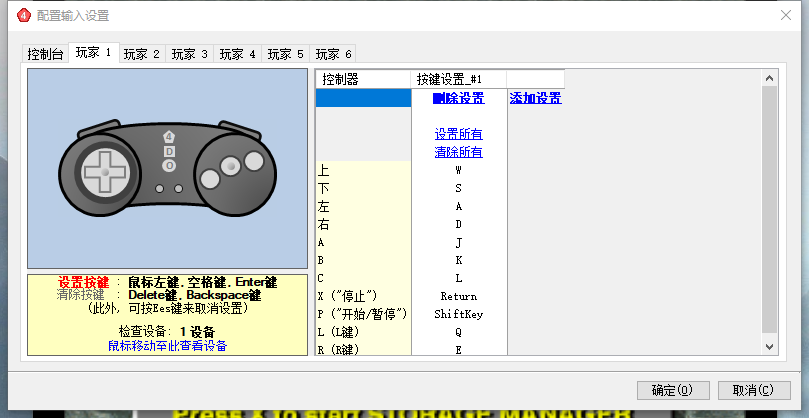 配置输入设置
控制台 玩家 1 玩家 2 玩家 3 玩家 4 玩家 5 玩家 6
4
D
O
设置按键 : 鼠标左键, 空格键, Enter键
清除按键 : Delete键, Backspace键
(此外, 可按Ees键来取消设置)
检查设备: 1 设备
鼠标移动至此查看设备
控制器 按键设置_#1
删除设置 添加设置
设置所有
清除所有
上 W
下 S
左 A
右 D
A J
B K
C L
X ("停止") Return
P ("开始/暂停") ShiftKey
L (L键) Q
R (R键) E
确定(O) 取消(C)
Press X to start STORAGE MANAGER